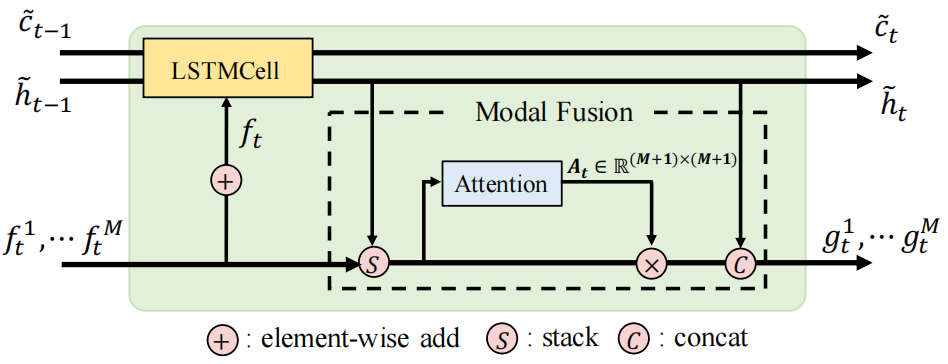 c̃ₜ₋₁
c̃ₜ
LSTMCell
h̃ₜ₋₁
h̃ₜ
Modal Fusion
fₜ
Attention
Aₜ ∈ ℝ⁽ᴹ⁺¹⁾ˣ⁽ᴹ⁺¹⁾
+
fₜ¹,⋯ fₜᴹ
S
×
C
gₜ¹,⋯ gₜᴹ
+ : element-wise add S : stack C : concat